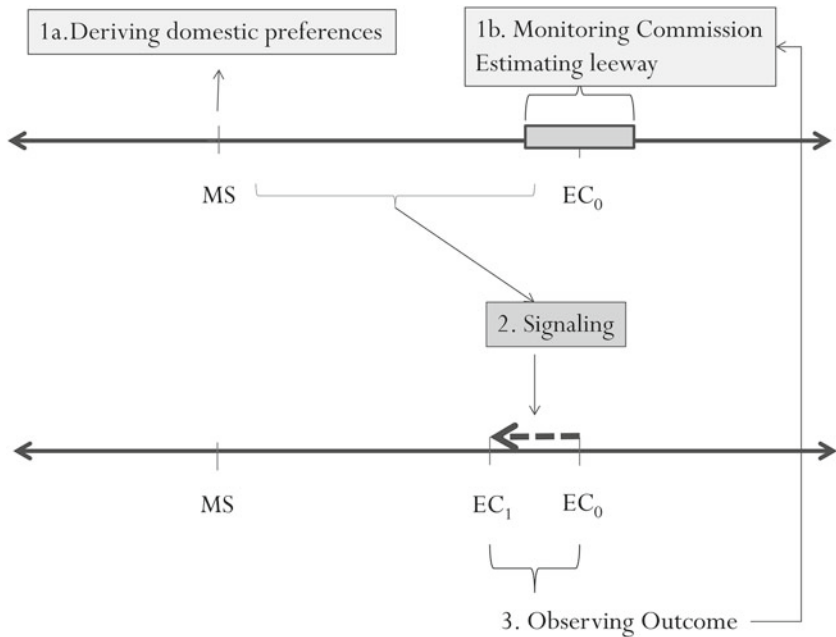 1a.Deriving domestic preferences
1b. Monitoring Commission
Estimating leeway
MS
EC₀
2. Signaling
MS
EC₁
EC₀
3. Observing Outcome